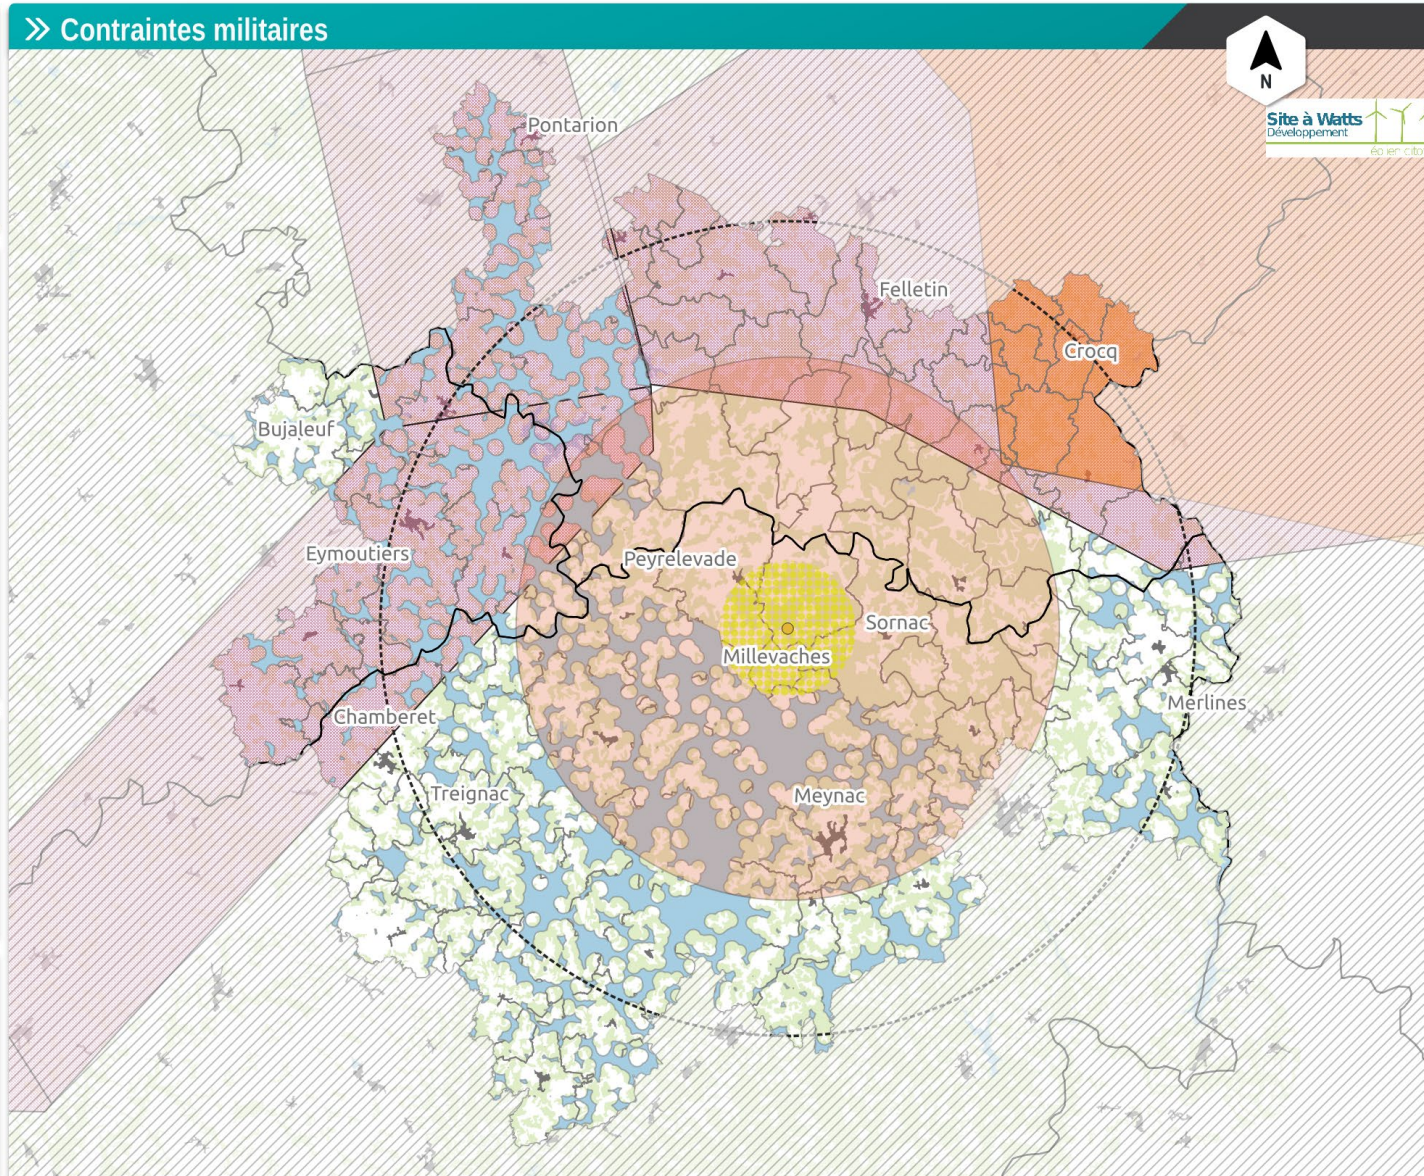 Contraintes militaires
N
Site à Watts
Développement
Pontarion
Felletin
Crocq
Bujaleuf
Eymoutiers
Peyrelevade
Sornac
Millevaches
Merlines
Chamberet
Treignac
Meynac